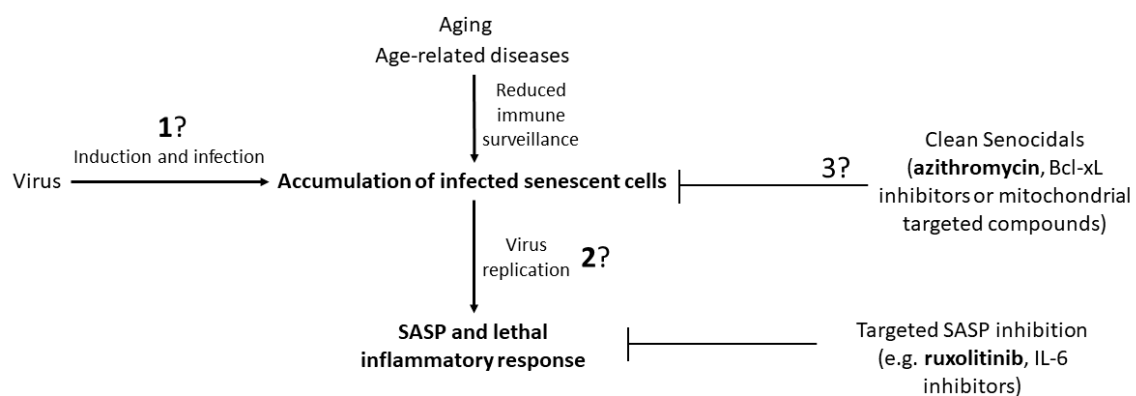 Aging
Age-related diseases
Reduced
immune
surveillance
1?
Induction and infection
Virus
Accumulation of infected senescent cells
3?
Clean Senocidals
(azithromycin, Bcl-xL
inhibitors or mitochondrial
targeted compounds)
Virus
replication
2?
SASP and lethal
inflammatory response
Targeted SASP inhibition
(e.g. ruxolitinib, IL-6
inhibitors)